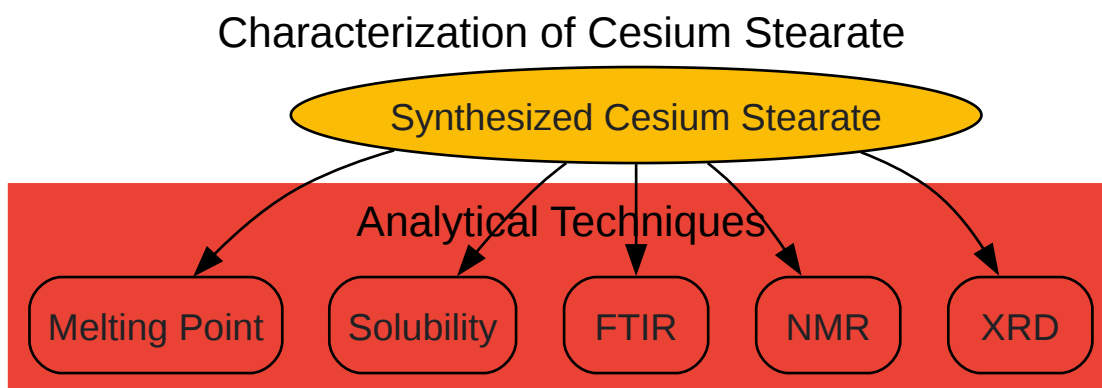 Characterization of Cesium Stearate
Synthesized Cesium Stearate
Analytical Techniques
Melting Point
Solubility
FTIR
NMR
XRD